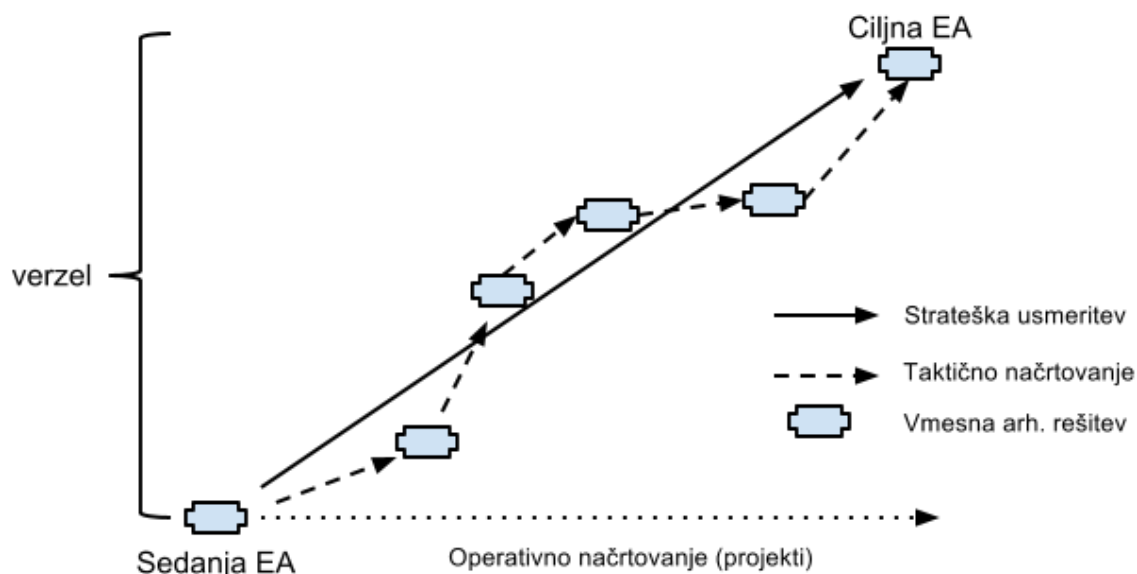 Ciljna EA
verzel
Strateška usmeritev
Taktično načrtovanje
Vmesna arh. rešitev
Sedanja EA
Operativno načrtovanje (projekti)